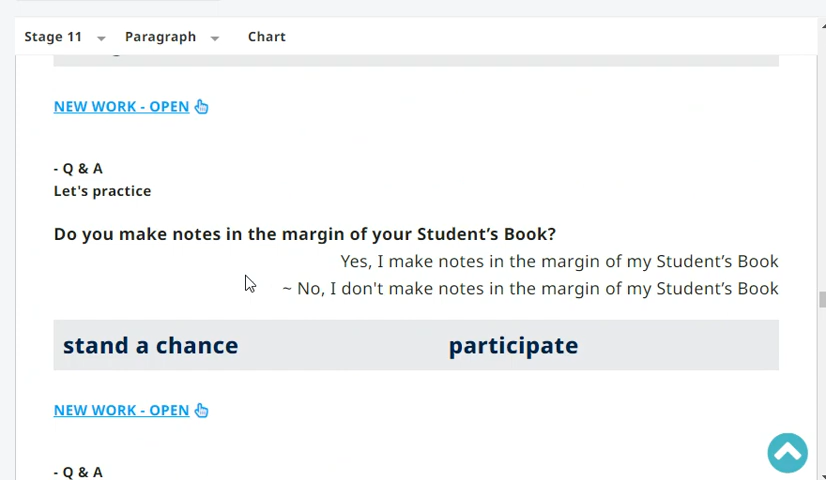 Stage 11 Paragraph Chart
NEW WORK - OPEN
- Q & A
Let's practice
Do you make notes in the margin of your Student’s Book?
Yes, I make notes in the margin of my Student’s Book
~ No, I don't make notes in the margin of my Student’s Book
stand a chance participate
NEW WORK - OPEN
- Q & A